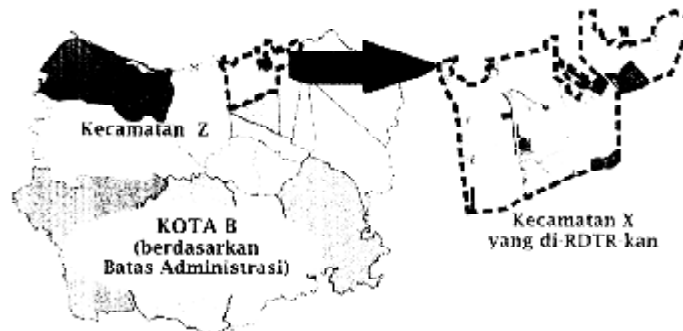 Kecamatan Z
KOTA B
(berdasarkan
Batas Administrasi)
Kecamatan X
yang di-RDTR-kan